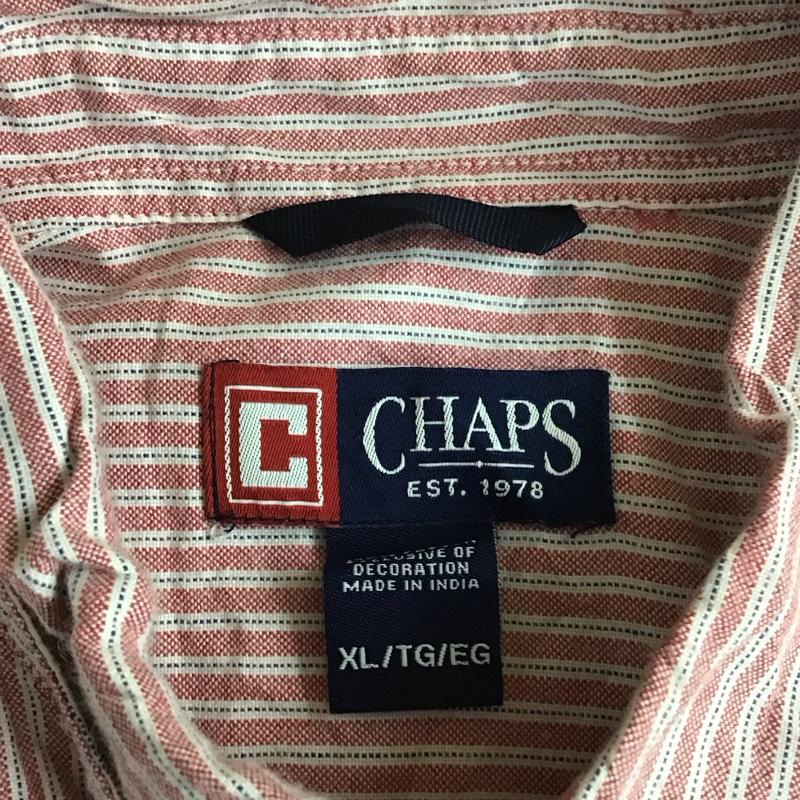 C
CHAPS
EST. 1978
OF
DECORATION
MADE IN INDIA
XL/TG/EG